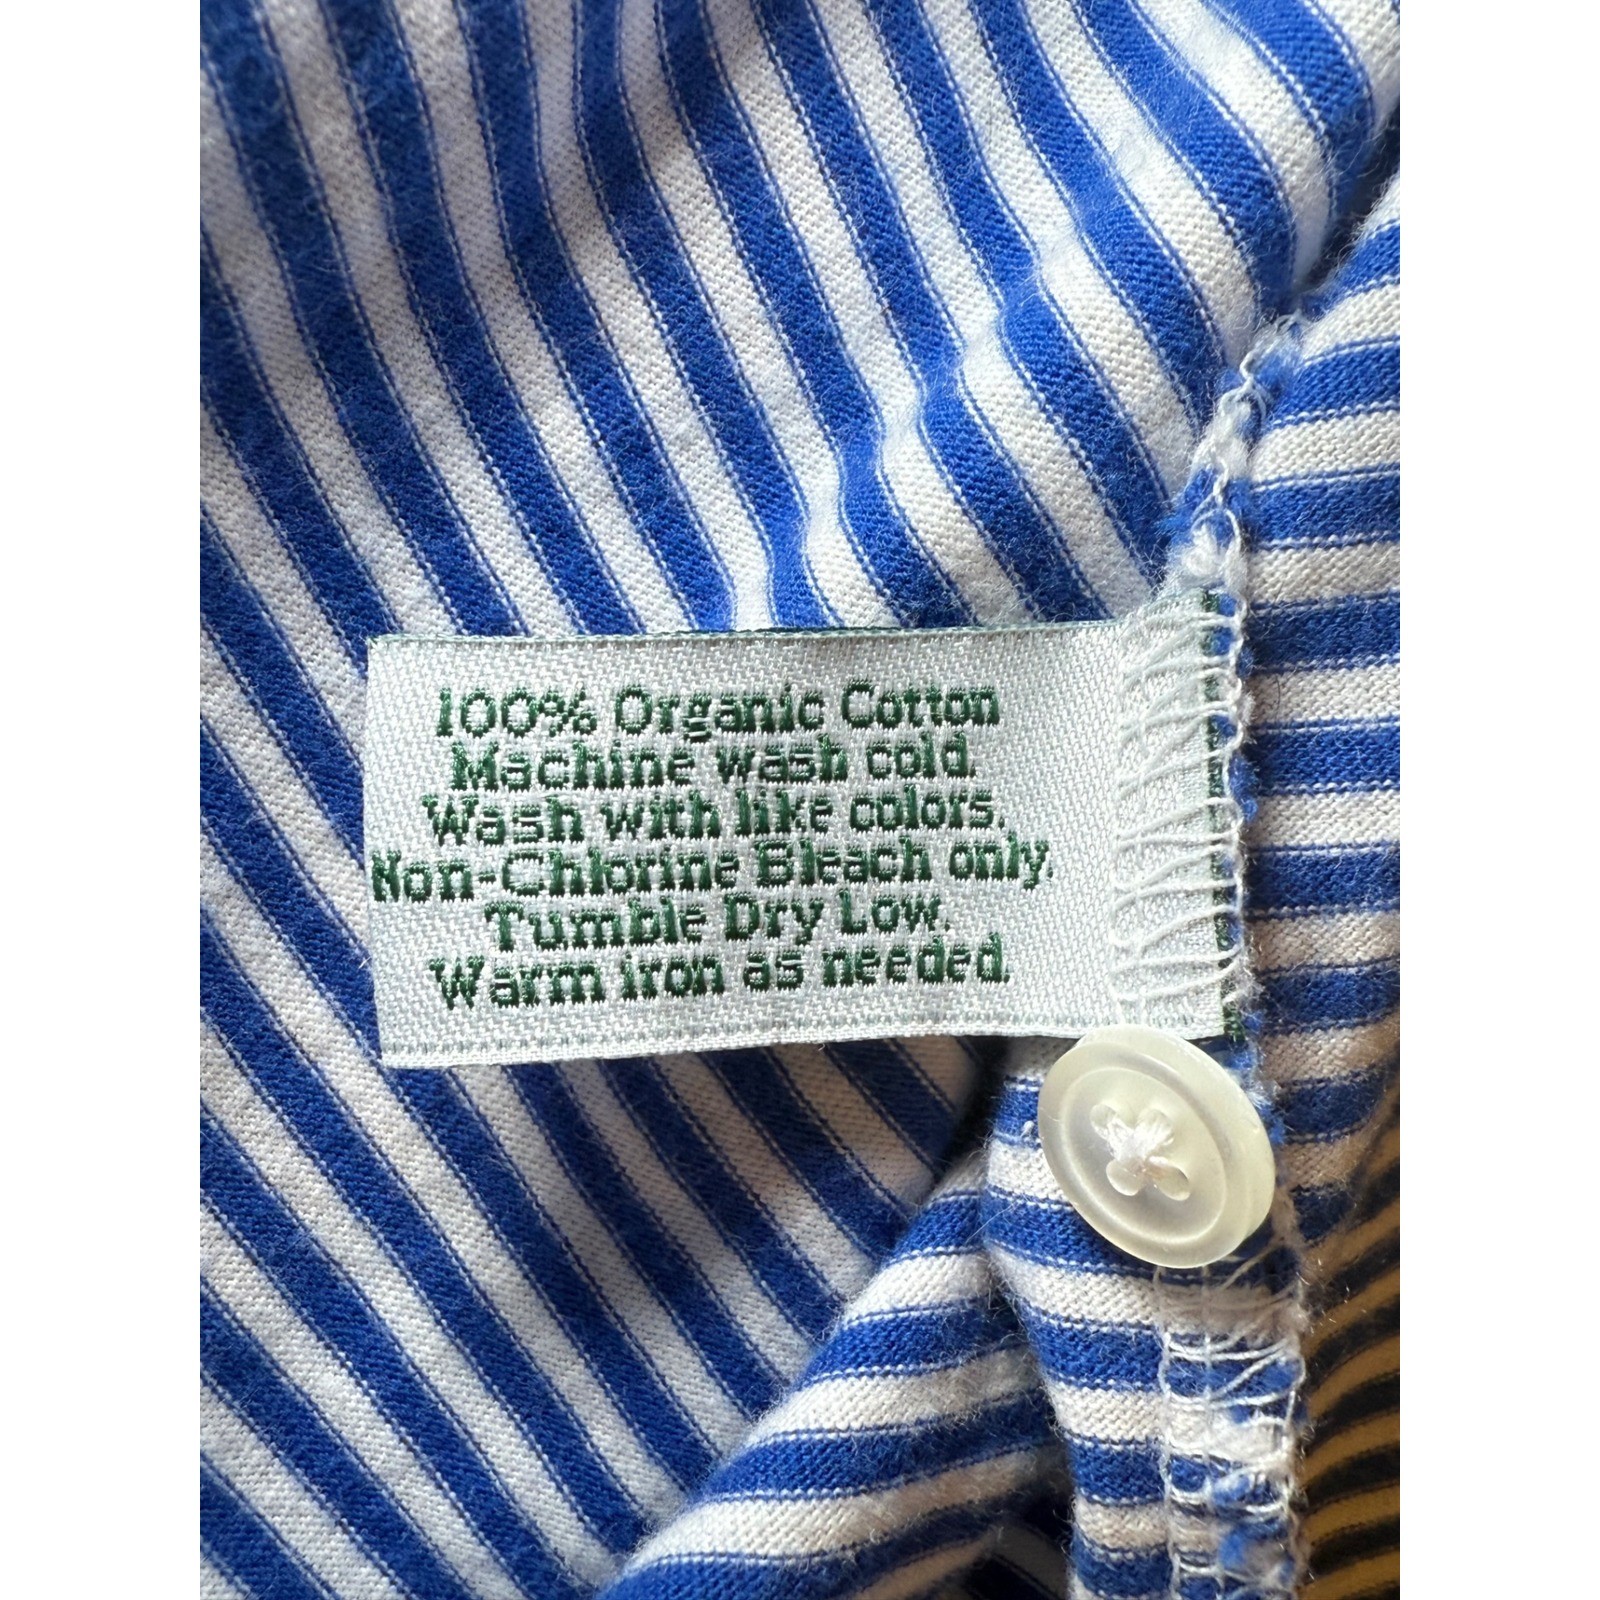 100% Organic Cotton
Machine wash cold.
Wash with like colors.
Non-Chlorine Bleach only.
Tumble Dry Low.
Warm iron as needed.